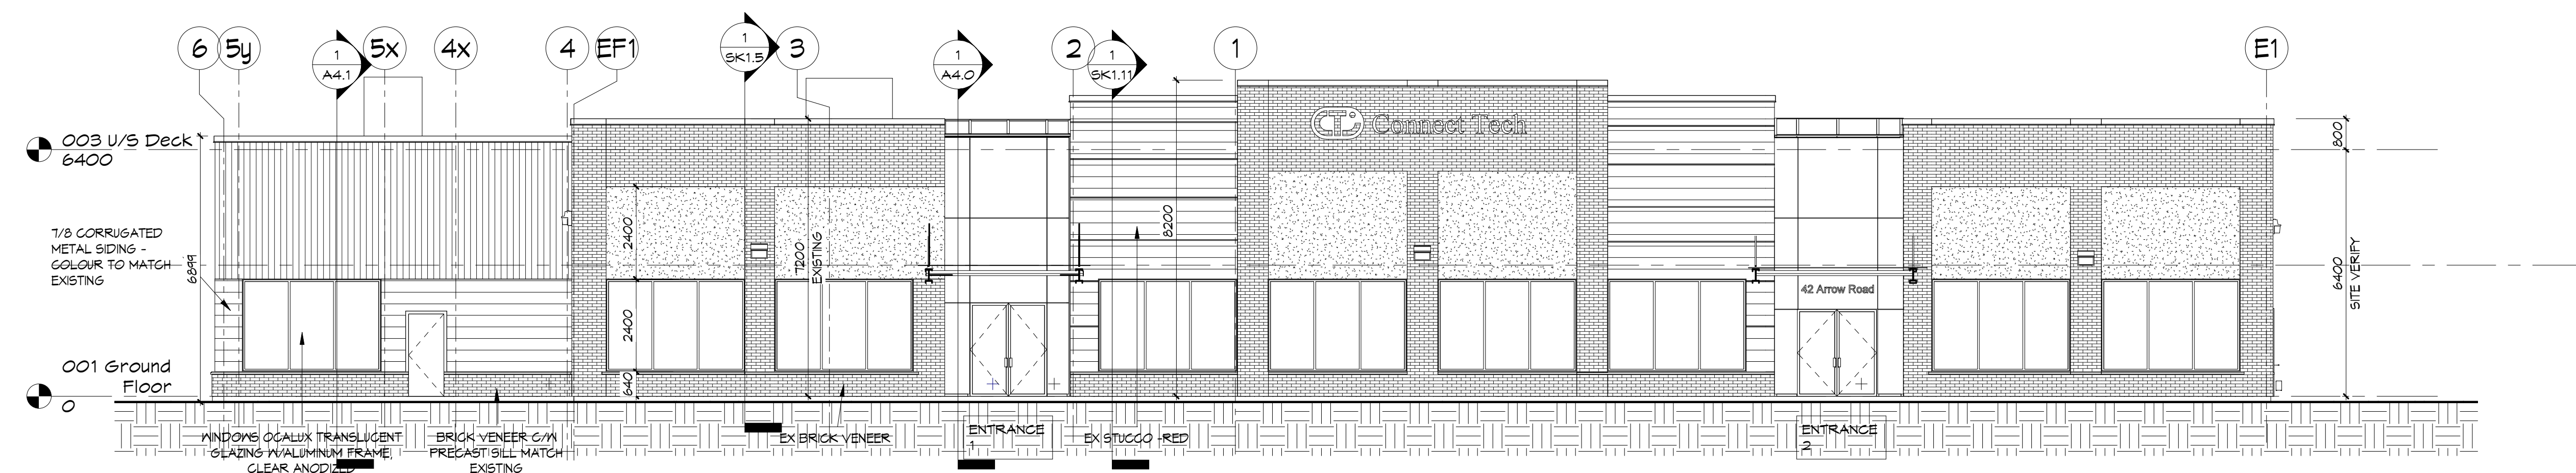 6
5y
1
A4.1
5x
4x
4
EF1
1
SK1.5
3
1
A4.0
2
1
SK1.11
1
E1
003 U/S Deck
6400
7/8 CORRUGATED
METAL SIDING -
COLOUR TO MATCH
EXISTING
6899
2400
2400
640
7200
EXISTING
8200
CTi Connect Tech
42 Arrow Road
800
6400
SITE VERIFY
001 Ground
Floor
0
WINDOWS OCALUX TRANSLUCENT
GLAZING W/ALUMINUM FRAME,
CLEAR ANODIZED
BRICK VENEER C/W
PRECAST SILL MATCH
EXISTING
EX BRICK VENEER
ENTRANCE
1
EX STUCCO -RED
ENTRANCE
2